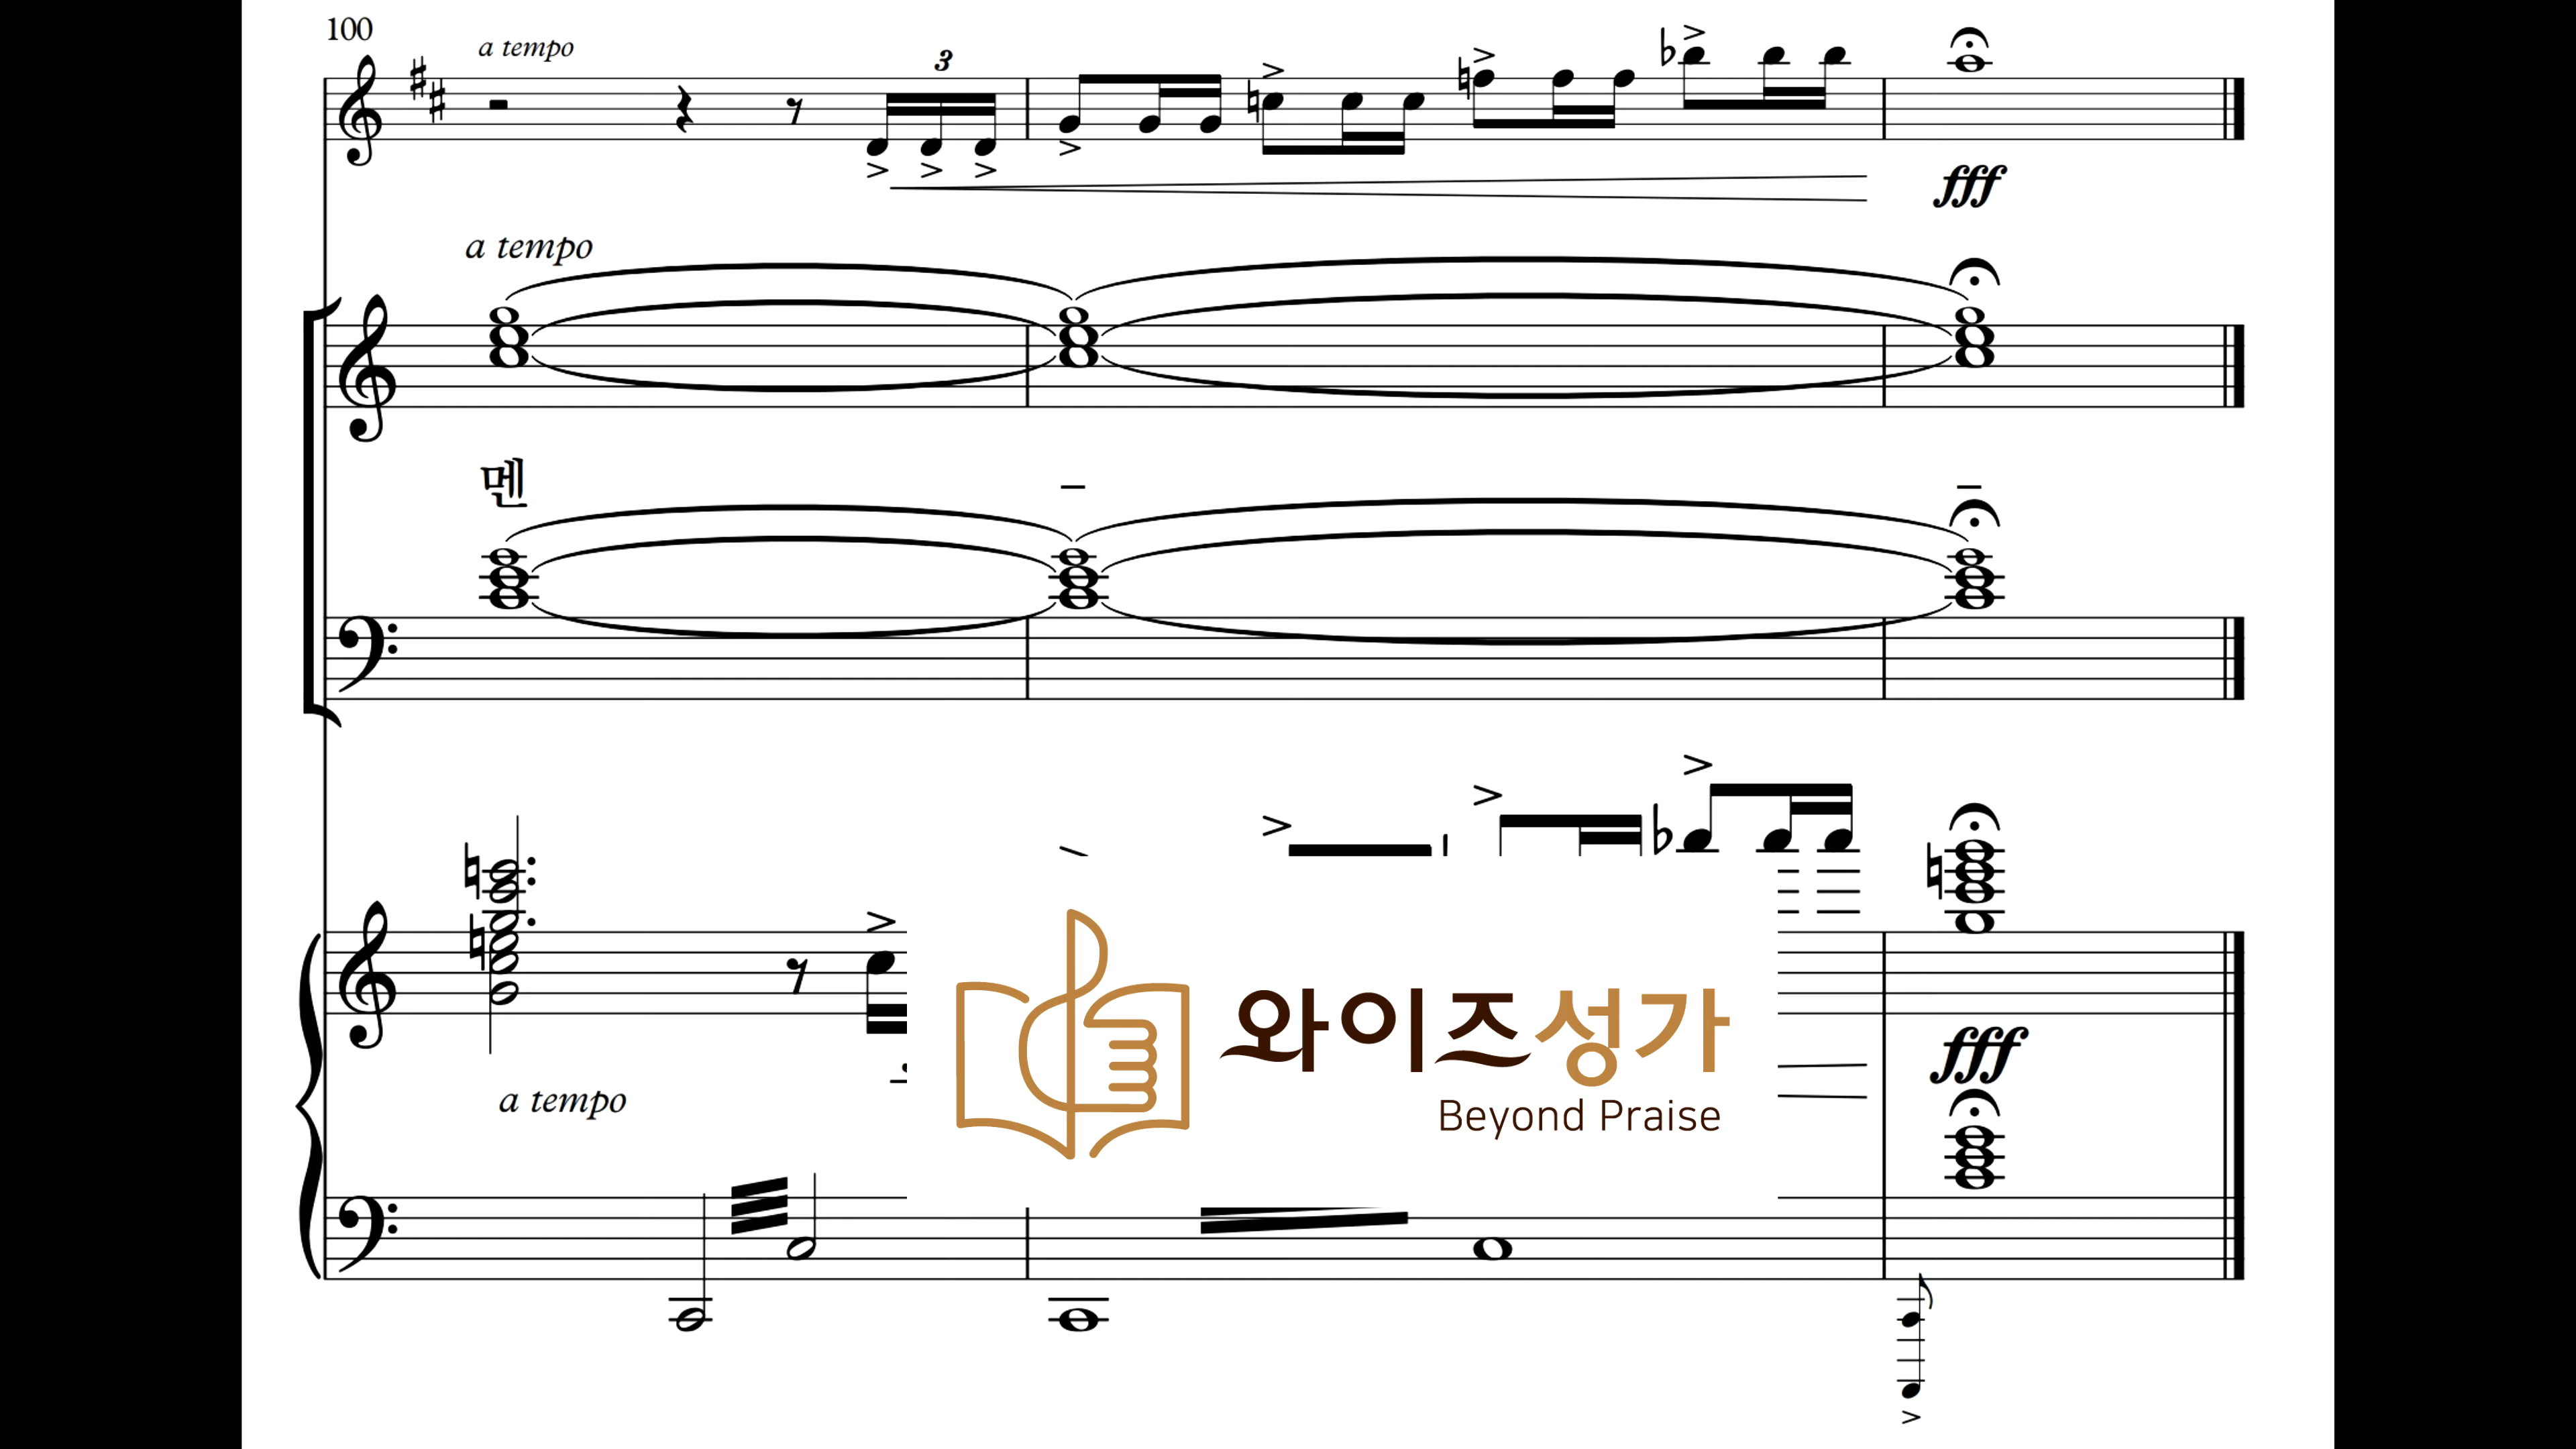 100
a tempo
3
fff
a tempo
멘 – –
fff
a tempo
와이즈성가
Beyond Praise